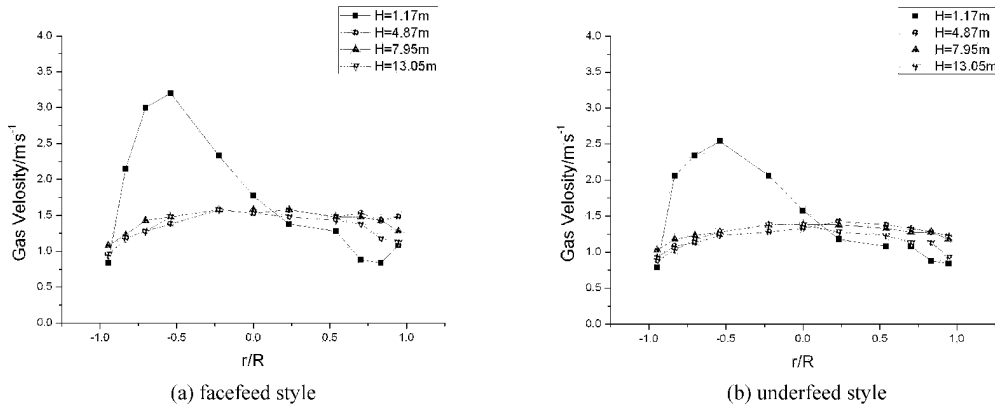 H=1.17m
H=4.87m
H=7.95m
H=13.05m
4.0
3.5
3.0
2.5
2.0
1.5
1.0
0.5
0.0
Gas Velosity/m·s⁻¹
-1.0
-0.5
0.0
0.5
1.0
r/R
(a) facefeed style
H=1.17m
H=4.87m
H=7.95m
H=13.05m
4.0
3.5
3.0
2.5
2.0
1.5
1.0
0.5
0.0
Gas Velosity/m·s⁻¹
-1.0
-0.5
0.0
0.5
1.0
r/R
(b) underfeed style